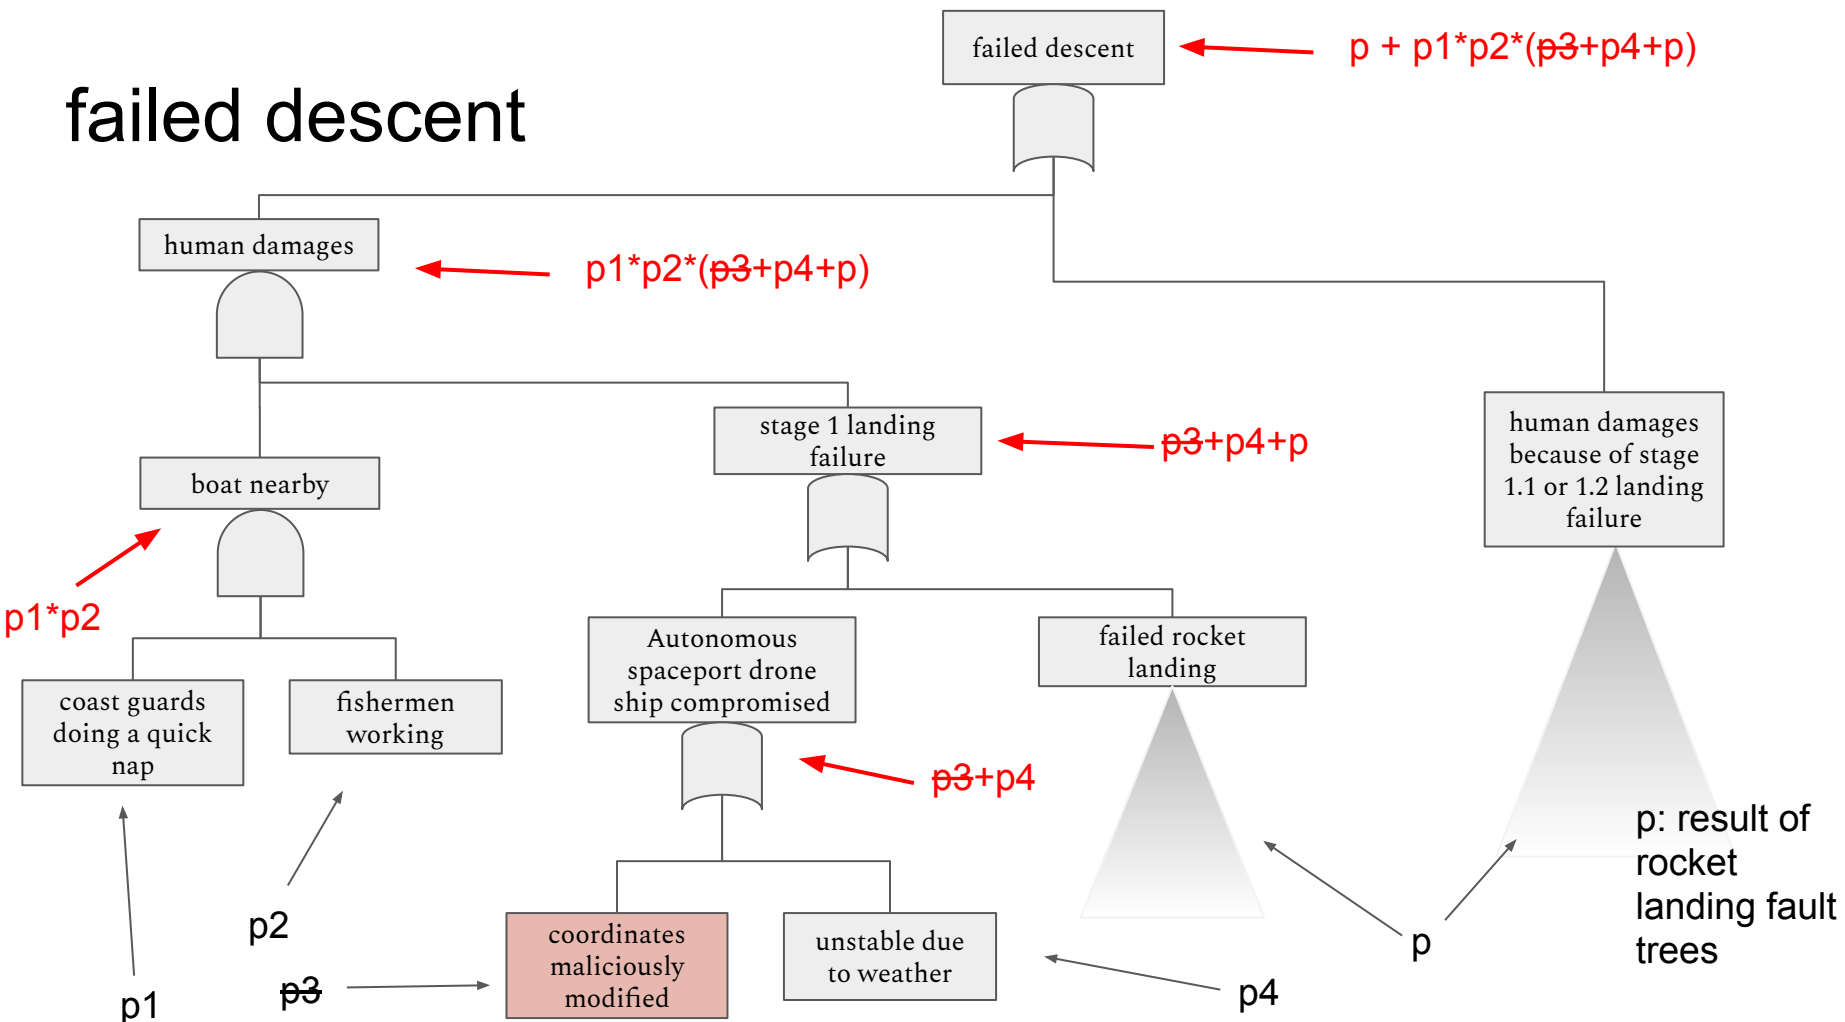 failed descent
p + p1*p2*(p3+p4+p)
failed descent
human damages
p1*p2*(p3+p4+p)
stage 1 landing
failure
p3+p4+p
human damages
because of stage
1.1 or 1.2 landing
failure
boat nearby
p1*p2
Autonomous
spaceport drone
ship compromised
failed rocket
landing
coast guards
doing a quick
nap
fishermen
working
p3+p4
p: result of
rocket
landing fault
trees
p2
coordinates
maliciously
modified
unstable due
to weather
p
p1
p3
p4